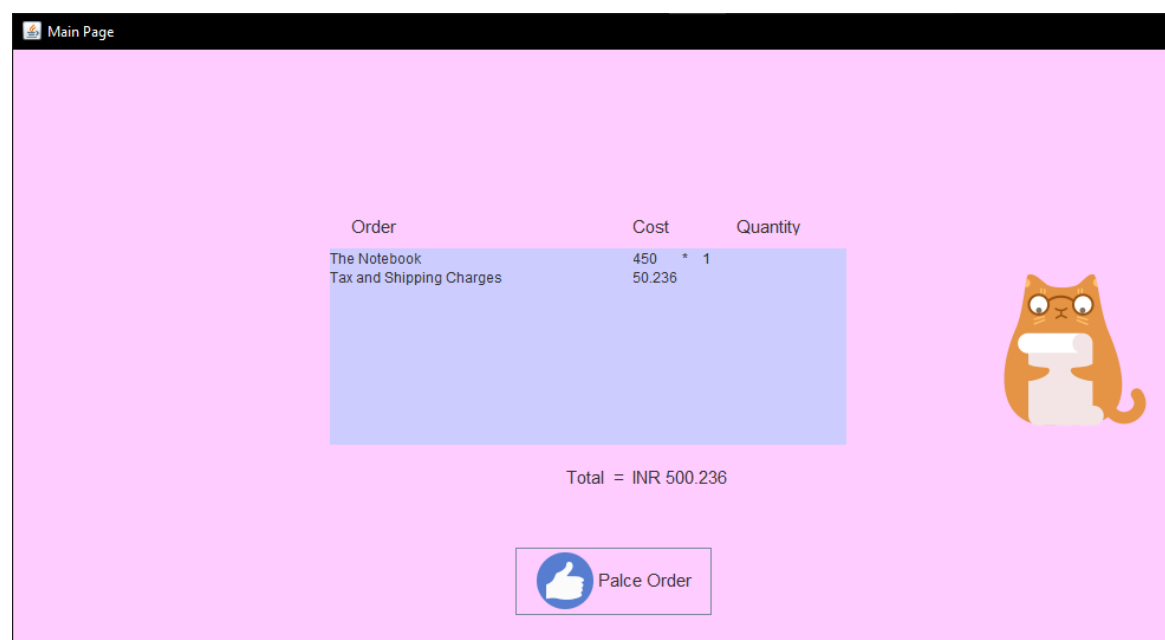 Main Page
Order Cost Quantity
The Notebook 450 * 1
Tax and Shipping Charges 50.236
Total = INR 500.236
Palce Order